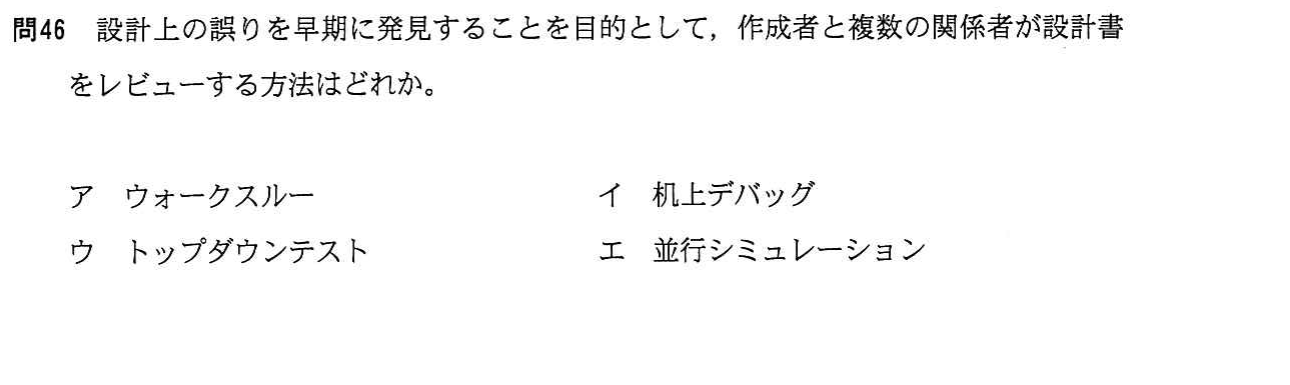 問46 設計上の誤りを早期に発見することを目的として，作成者と複数の関係者が設計書
をレビューする方法はどれか。
ア ウォークスルー イ 机上デバッグ
ウ トップダウンテスト エ 並行シミュレーション